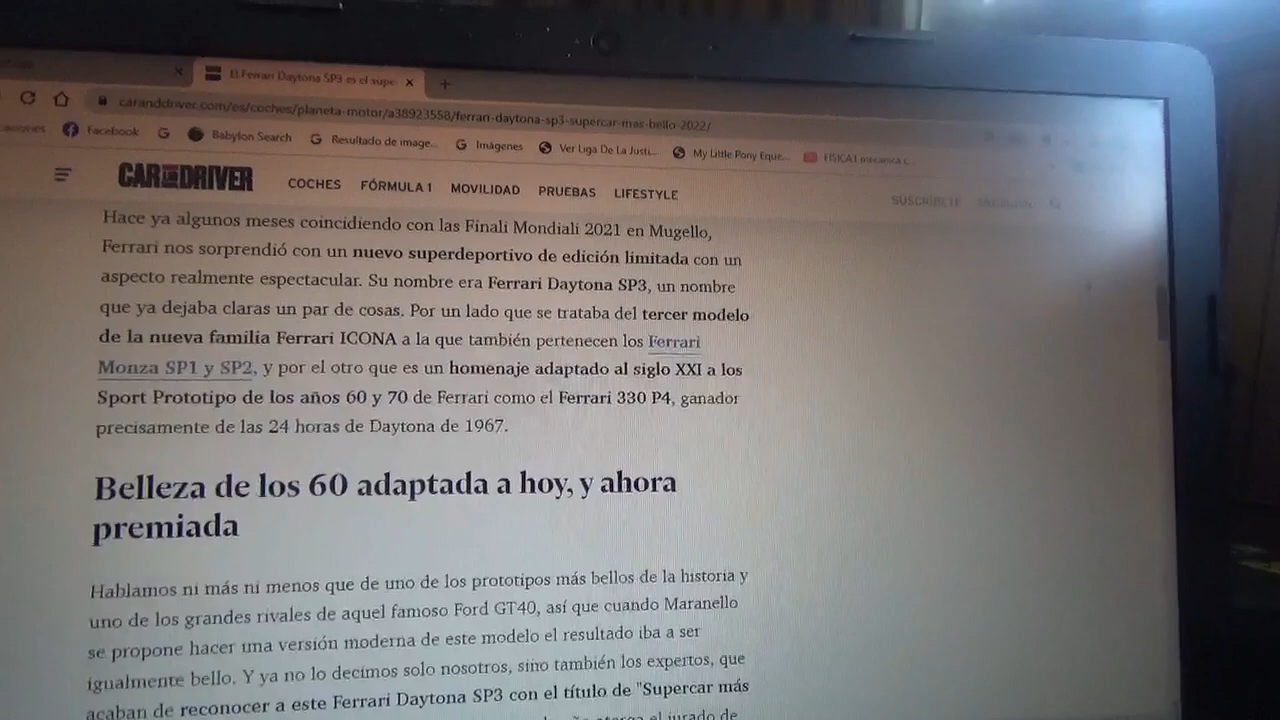 El Ferrari Daytona SP3 es el supe
caranddriver.com/es/coches/planeta-motor/a38923558/ferrari-daytona-sp3-supercar-mas-bello-2022/
Facebook Babylon Search Resultado de image... Imágenes Ver Liga De La Justi... My Little Pony Eque... FISICA1 mecanica c...
CAR AND DRIVER COCHES FÓRMULA 1 MOVILIDAD PRUEBAS LIFESTYLE SUSCRÍBETE
Hace ya algunos meses coincidiendo con las Finali Mondiali 2021 en Mugello,
Ferrari nos sorprendió con un nuevo superdeportivo de edición limitada con un
aspecto realmente espectacular. Su nombre era Ferrari Daytona SP3, un nombre
que ya dejaba claras un par de cosas. Por un lado que se trataba del tercer modelo
de la nueva familia Ferrari ICONA a la que también pertenecen los Ferrari
Monza SP1 y SP2, y por el otro que es un homenaje adaptado al siglo XXI a los
Sport Prototipo de los años 60 y 70 de Ferrari como el Ferrari 330 P4, ganador
precisamente de las 24 horas de Daytona de 1967.
Belleza de los 60 adaptada a hoy, y ahora
premiada
Hablamos ni más ni menos que de uno de los prototipos más bellos de la historia y
uno de los grandes rivales de aquel famoso Ford GT40, así que cuando Maranello
se propone hacer una versión moderna de este modelo el resultado iba a ser
igualmente bello. Y ya no lo decimos solo nosotros, sino también los expertos, que
acaban de reconocer a este Ferrari Daytona SP3 con el título de "Supercar más
el jurado de